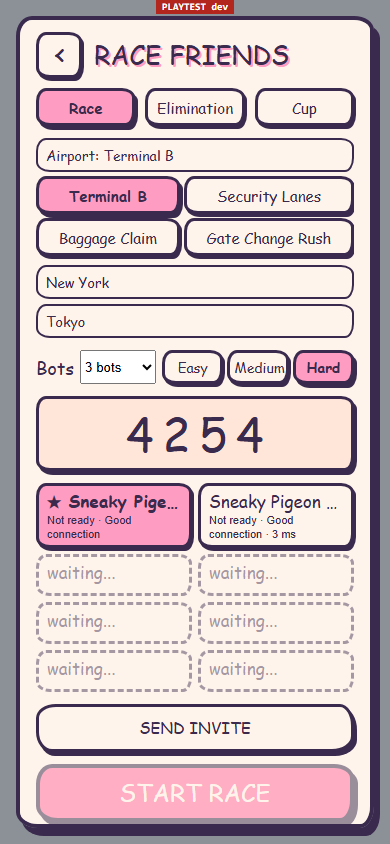 PLAYTEST dev
RACE FRIENDS
Race
Elimination
Cup
Airport: Terminal B
Terminal B
Security Lanes
Baggage Claim
Gate Change Rush
New York
Tokyo
Bots
3 bots
Easy
Medium
Hard
4254
★ Sneaky Pige...
Not ready · Good
connection
Sneaky Pigeon ...
Not ready · Good
connection · 3 ms
waiting...
waiting...
waiting...
waiting...
waiting...
waiting...
SEND INVITE
START RACE